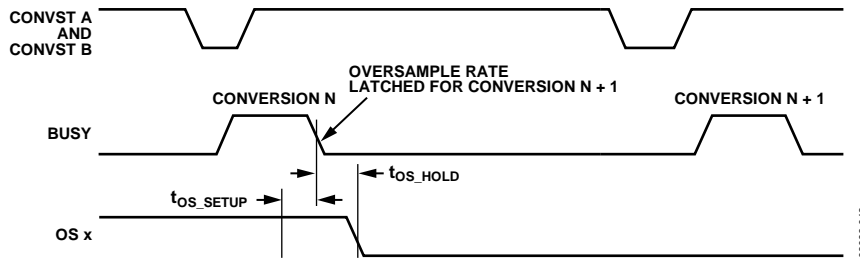 CONVST A
AND
CONVST B
OVERSAMPLE RATE
LATCHED FOR CONVERSION N + 1
CONVERSION N
CONVERSION N + 1
BUSY
tOS_HOLD
tOS_SETUP
OS x